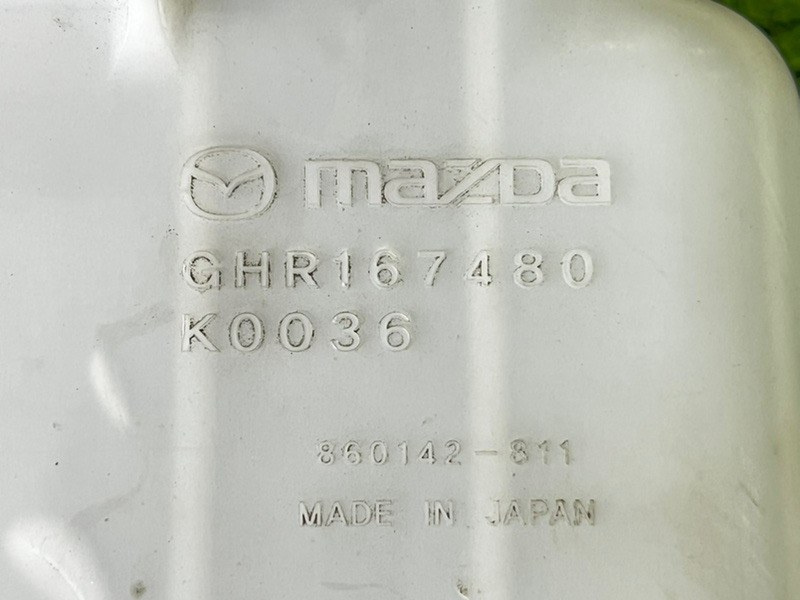 mazda
GHR167480
K0036
860142-811
MADE IN JAPAN